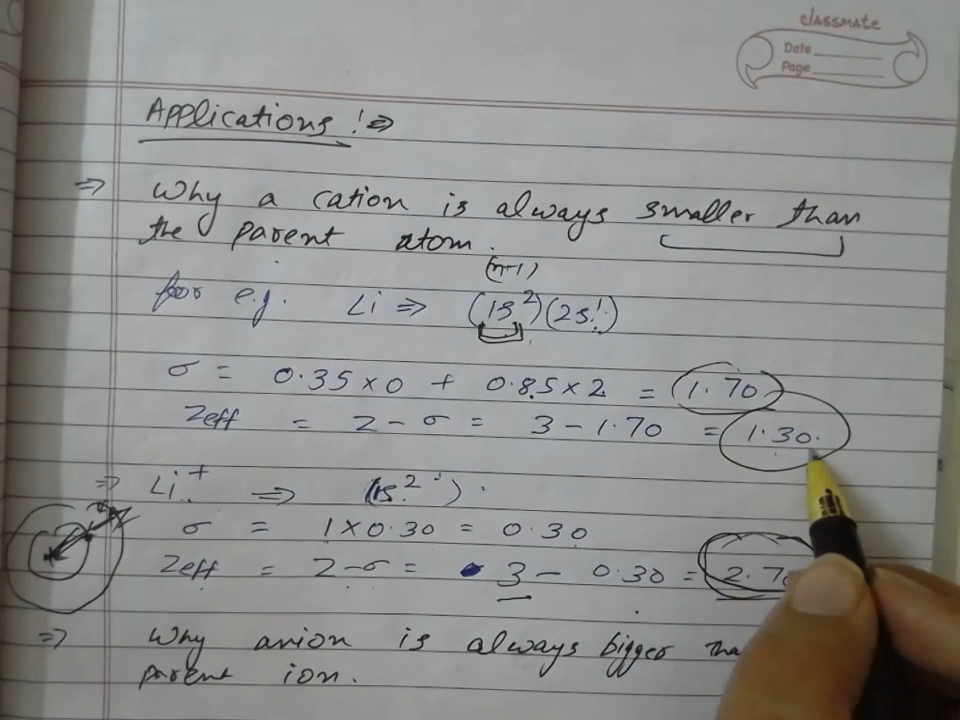 classmate
Date
Page
Applications !⇒
⇒ Why a cation is always smaller than
the parent atom.
(n-1)
for e.g. Li ⇒ (1s²)(2s¹)
σ = 0.35 × 0 + 0.85 × 2 = 1.70
Zeff = Z - σ = 3 - 1.70 = 1.30.
⇒ Li⁺ ⇒ (1s²).
σ = 1 × 0.30 = 0.30
Zeff = Z - σ = 3 - 0.30 = 2.70
⇒ Why anion is always bigger
parent ion.